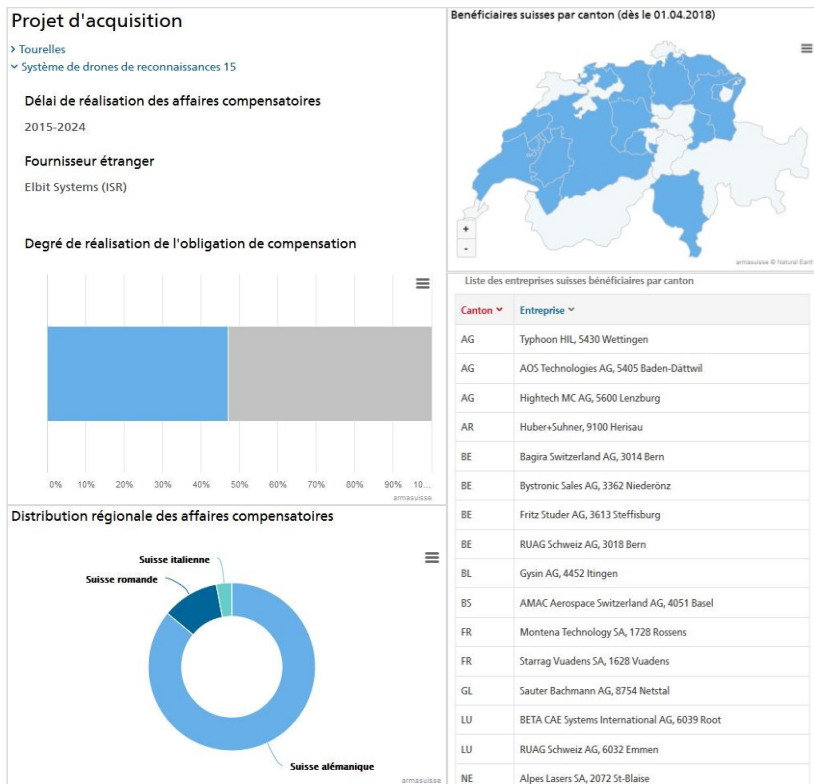 Projet d'acquisition
Tourelles
Système de drones de reconnaissances 15
Délai de réalisation des affaires compensatoires
2015-2024
Fournisseur étranger
Elbit Systems (ISR)
Degré de réalisation de l'obligation de compensation
0% 10% 20% 30% 40% 50% 60% 70% 80% 90% 10...
armasuisse
Distribution régionale des affaires compensatoires
Suisse italienne
Suisse romande
Suisse alémanique
armasuisse
Benéficiaires suisses par canton (dès le 01.04.2018)
+
-
armasuisse © Natural Earth
Liste des entreprises suisses bénéficiaires par canton
Canton Entreprise
AG Typhoon HIL, 5430 Wettingen
AG AOS Technologies AG, 5405 Baden-Dättwil
AG Hightech MC AG, 5600 Lenzburg
AR Huber+Suhner, 9100 Herisau
BE Bagira Switzerland AG, 3014 Bern
BE Bystronic Sales AG, 3362 Niederönz
BE Fritz Studer AG, 3613 Steffisburg
BE RUAG Schweiz AG, 3018 Bern
BL Gysin AG, 4452 Itingen
BS AMAC Aerospace Switzerland AG, 4051 Basel
FR Montena Technology SA, 1728 Rossens
FR Starrag Vuadens SA, 1628 Vuadens
GL Sauter Bachmann AG, 8754 Netstal
LU BETA CAE Systems International AG, 6039 Root
LU RUAG Schweiz AG, 6032 Emmen
NE Alpes Lasers SA, 2072 St-Blaise